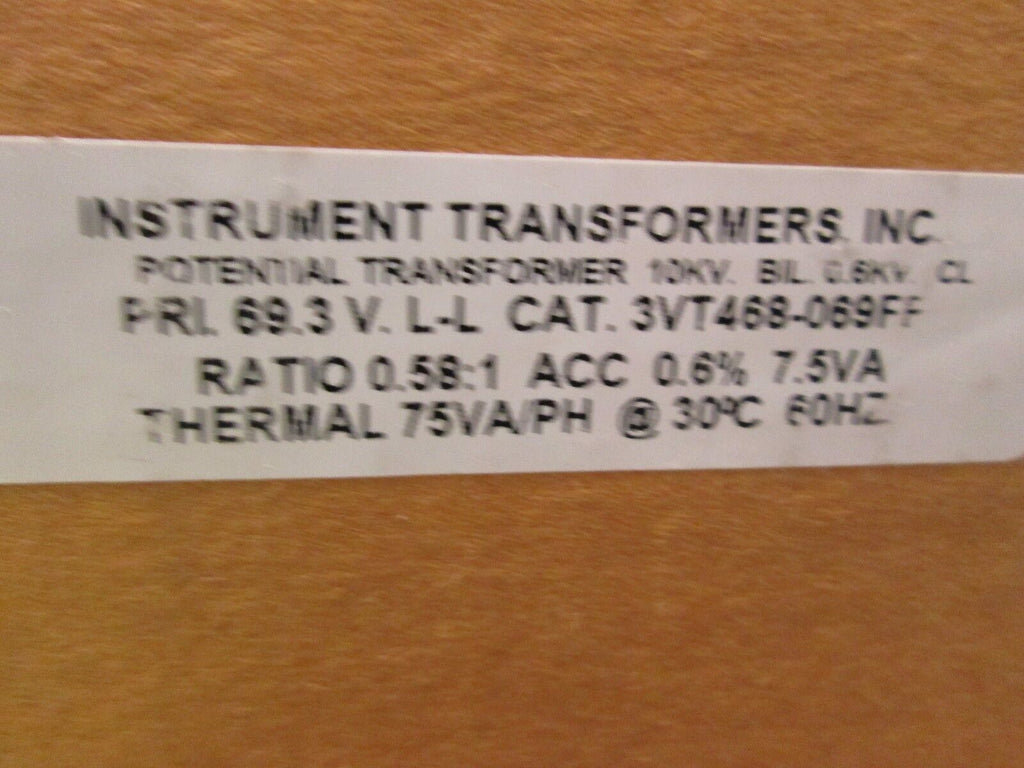 INSTRUMENT TRANSFORMERS, INC.
POTENTIAL TRANSFORMER 10KV. BIL. 0.6KV. CL
PRI. 69.3 V. L-L CAT. 3VT468-069FF
RATIO 0.58:1 ACC 0.6% 7.5VA
THERMAL 75VA/PH @ 30ºC 60HZ.